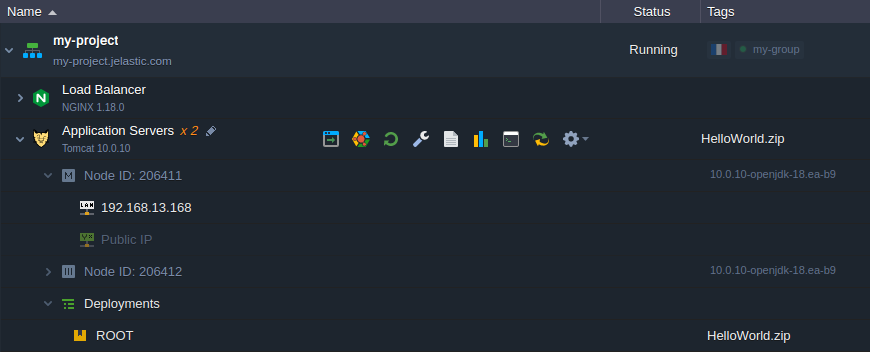 Name Status Tags
my-project
my-project.jelastic.com Running my-group
Load Balancer
NGINX 1.18.0
Application Servers x 2 HelloWorld.zip
Tomcat 10.0.10
M Node ID: 206411 10.0.10-openjdk-18.ea-b9
LAN 192.168.13.168
Public IP
Node ID: 206412 10.0.10-openjdk-18.ea-b9
Deployments
ROOT HelloWorld.zip